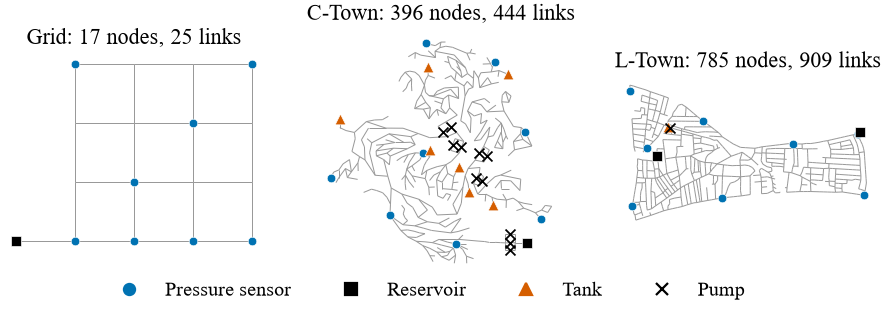 C-Town: 396 nodes, 444 links
Grid: 17 nodes, 25 links
L-Town: 785 nodes, 909 links
Pressure sensor
Reservoir
Tank
Pump